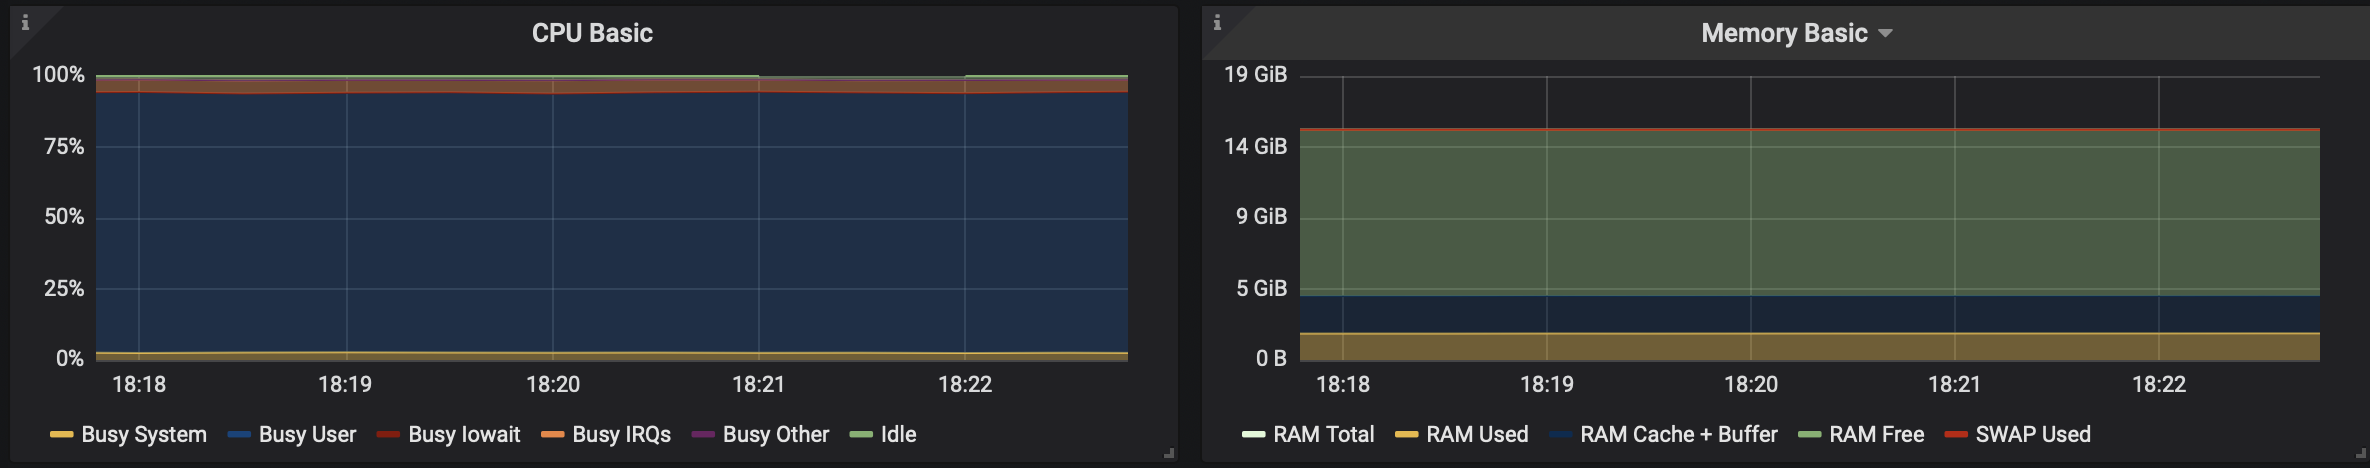 CPU Basic
100%
75%
50%
25%
0%
18:18 18:19 18:20 18:21 18:22
Busy System Busy User Busy Iowait Busy IRQs Busy Other Idle
Memory Basic
19 GiB
14 GiB
9 GiB
5 GiB
0 B
18:18 18:19 18:20 18:21 18:22
RAM Total RAM Used RAM Cache + Buffer RAM Free SWAP Used